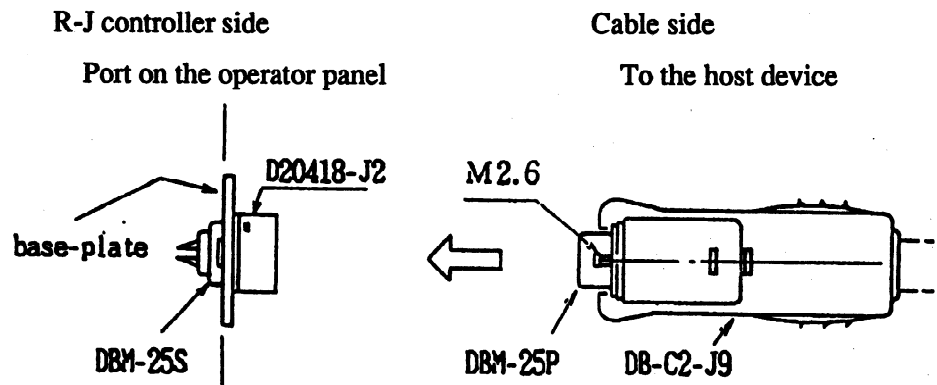 R-J controller side
Cable side
Port on the operator panel
To the host device
D20418-J2
M2.6
base-plate
DBM-25S
DBM-25P
DB-C2-J9